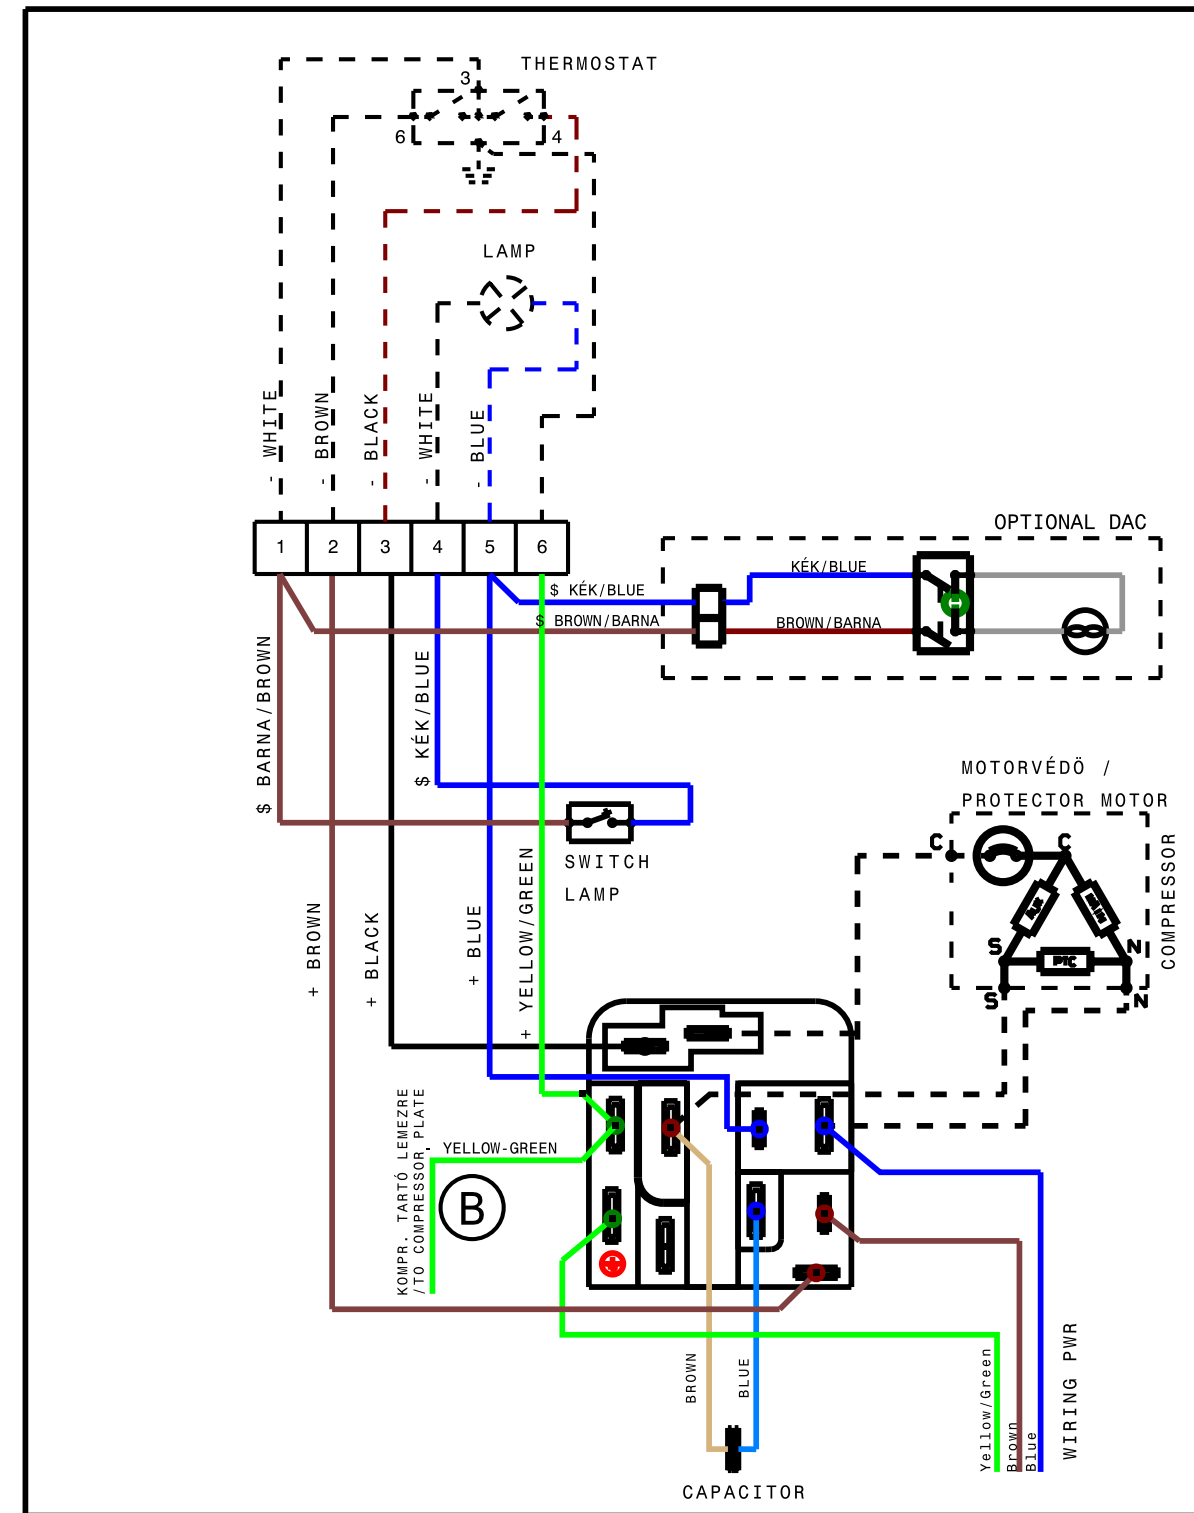 THERMOSTAT
3
6
4
LAMP
- WHITE
- BROWN
- BLACK
- WHITE
- BLUE
1
2
3
4
5
6
OPTIONAL DAC
KÉK/BLUE
$ KÉK/BLUE
$ BROWN/BARNA
BROWN/BARNA
$ BARNA/BROWN
$ KÉK/BLUE
MOTORVÉDÖ /
PROTECTOR MOTOR
SWITCH
LAMP
C
C
COMPRESSOR
+ BROWN
+ BLACK
+ BLUE
+ YELLOW/GREEN
S
PTC
N
S
N
KOMPR. TARTÓ LEMEZRE
/TO COMPRESSOR PLATE
- YELLOW-GREEN
B
BROWN
BLUE
Yellow/Green
Brown
Blue
WIRING PWR
CAPACITOR